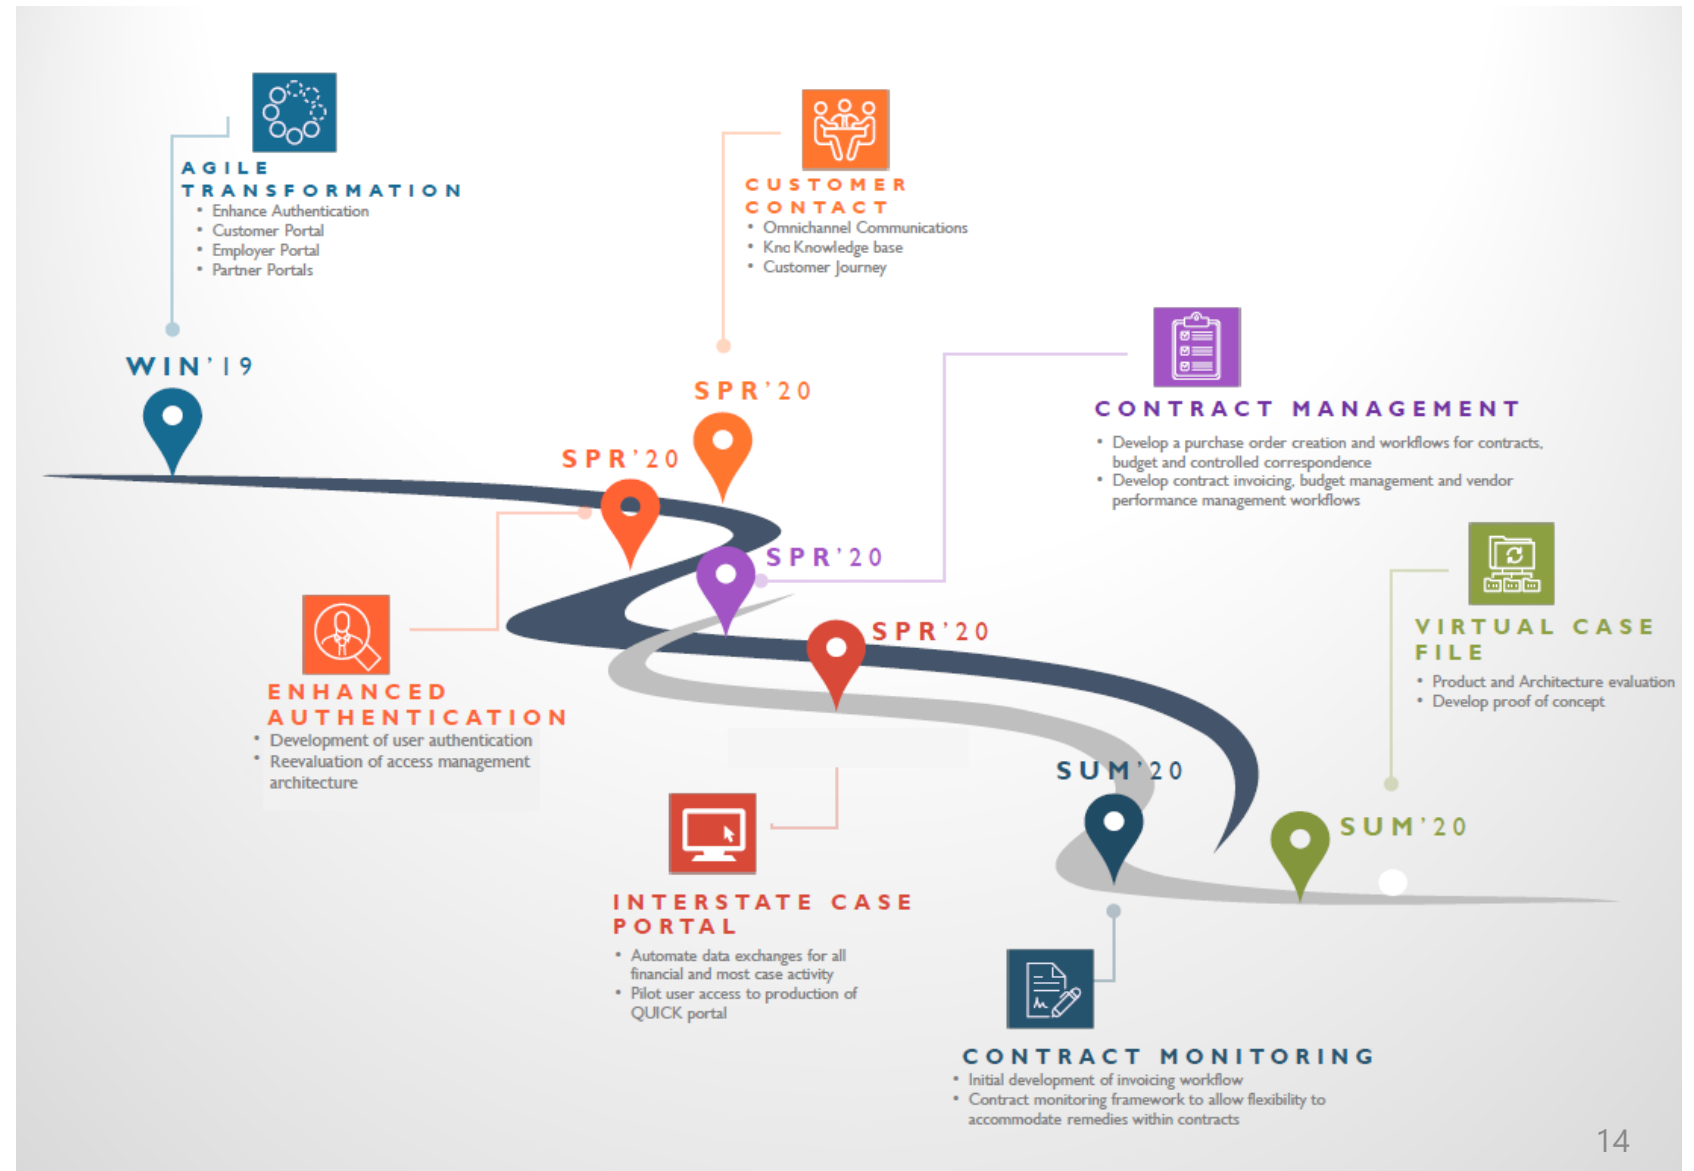 AGILE
TRANSFORMATION
• Enhance Authentication
• Customer Portal
• Employer Portal
• Partner Portals
WIN'19
CUSTOMER
CONTACT
• Omnichannel Communications
• Knc Knowledge base
• Customer Journey
SPR'20
SPR'20
ENHANCED
AUTHENTICATION
• Development of user authentication
• Reevaluation of access management
architecture
CONTRACT MANAGEMENT
• Develop a purchase order creation and workflows for contracts,
budget and controlled correspondence
• Develop contract invoicing, budget management and vendor
performance management workflows
SPR'20
SPR'20
INTERSTATE CASE
PORTAL
• Automate data exchanges for all
financial and most case activity
• Pilot user access to production of
QUICK portal
VIRTUAL CASE
FILE
• Product and Architecture evaluation
• Develop proof of concept
SUM'20
SUM'20
CONTRACT MONITORING
• Initial development of invoicing workflow
• Contract monitoring framework to allow flexibility to
accommodate remedies within contracts
14